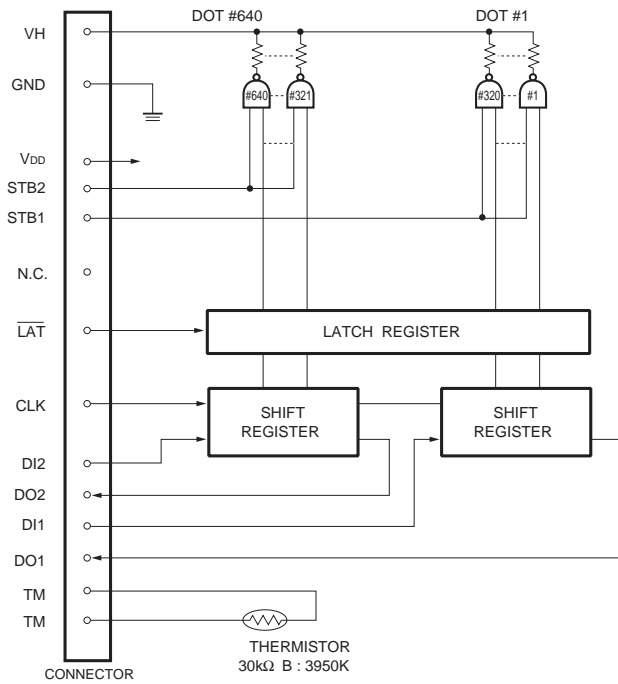 DOT #640
DOT #1
VH
GND
#640
#321
#320
#1
VDD
STB2
STB1
N.C.
LAT
LATCH REGISTER
CLK
SHIFT
REGISTER
SHIFT
REGISTER
DI2
DO2
DI1
DO1
TM
TM
THERMISTOR
30kΩ B : 3950K
CONNECTOR